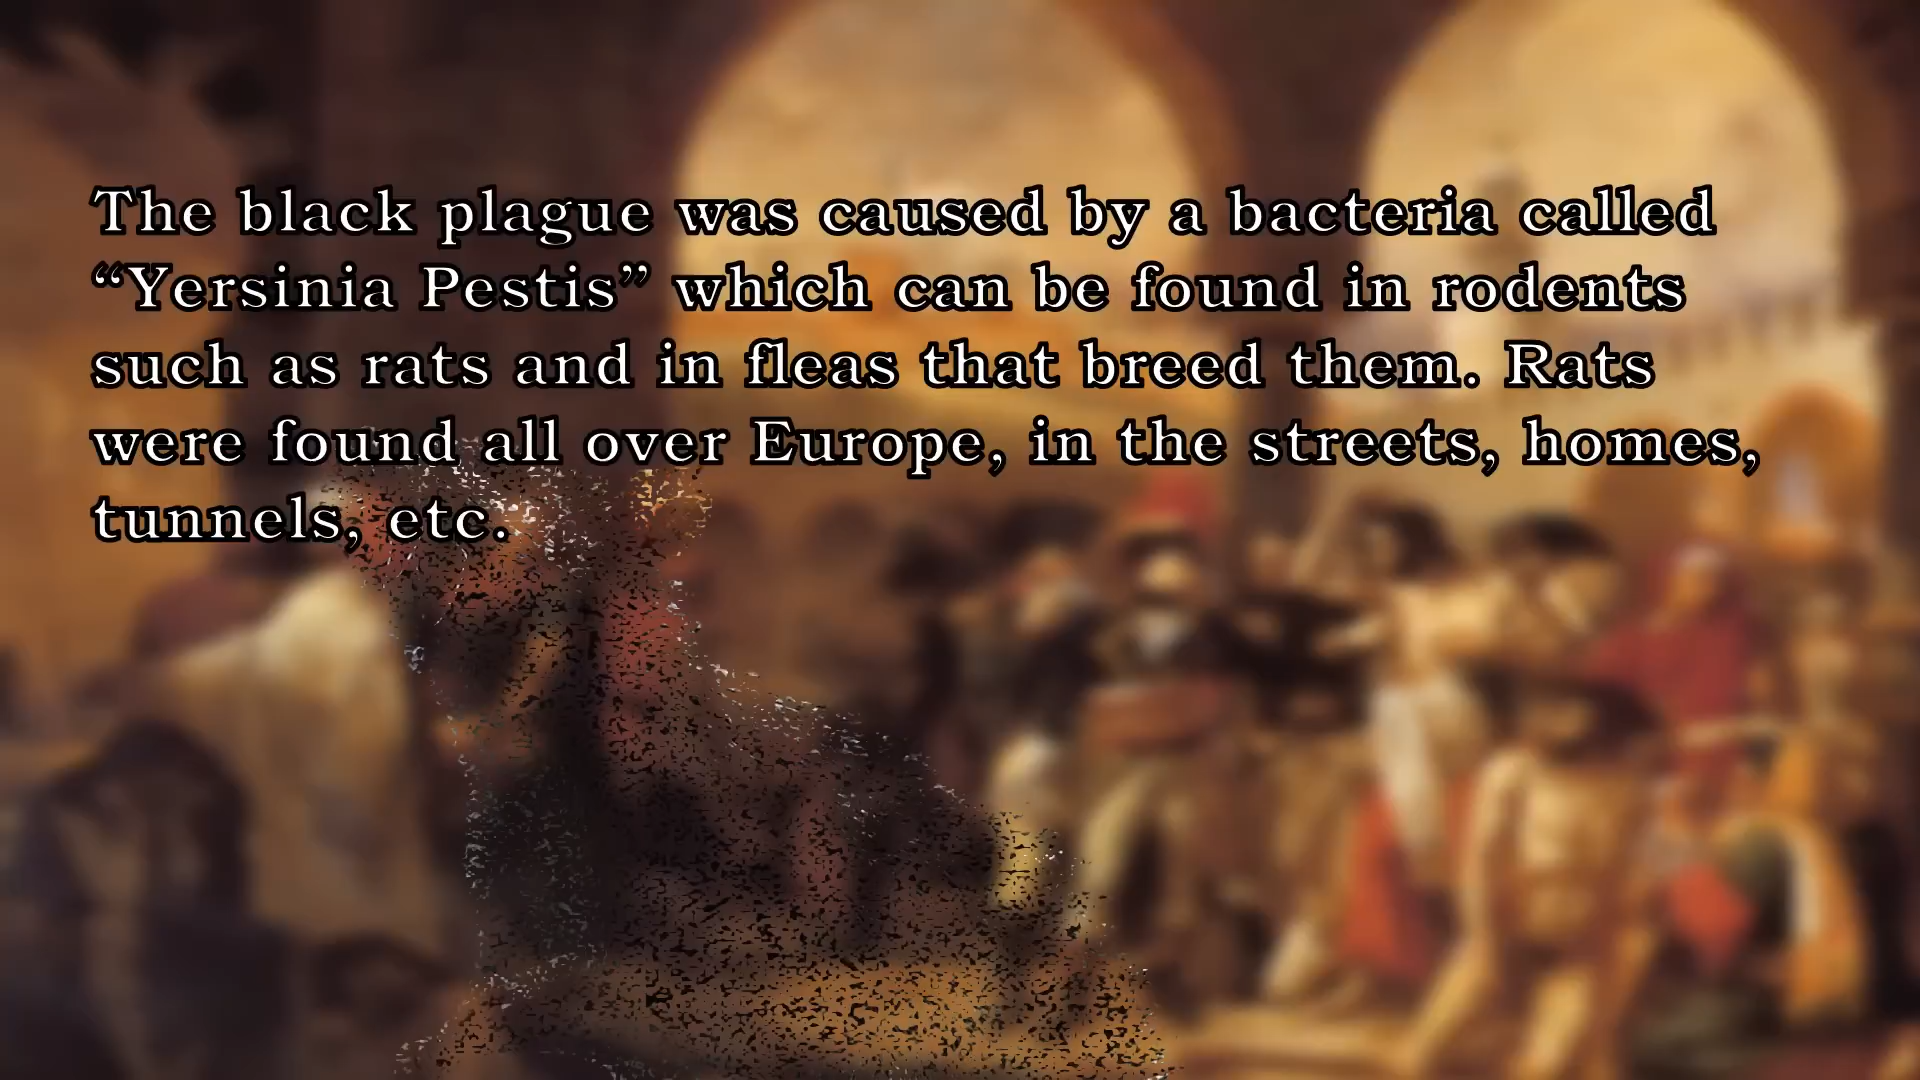 The black plague was caused by a bacteria called
“Yersinia Pestis” which can be found in rodents
such as rats and in fleas that breed them. Rats
were found all over Europe, in the streets, homes,
tunnels, etc.